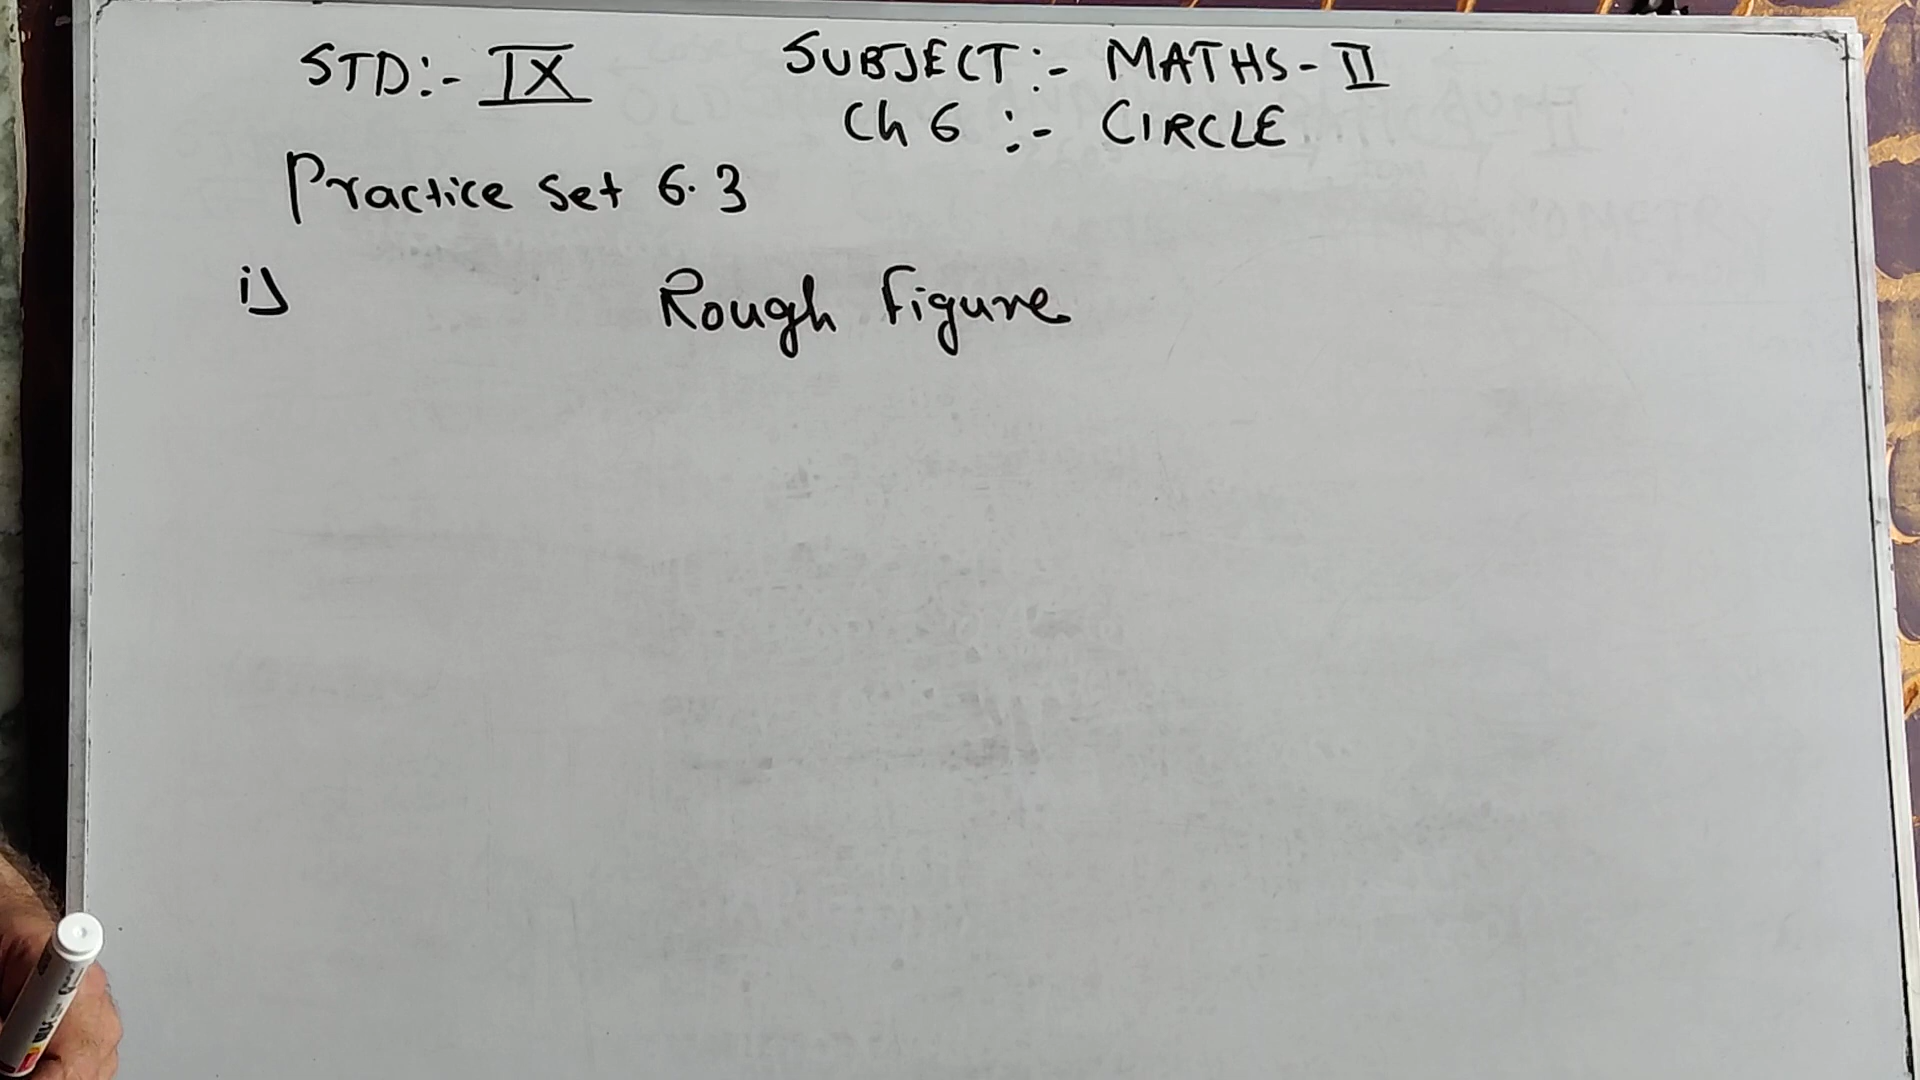 STD:- IX SUBJECT:- MATHS-II
Ch 6 :- CIRCLE
Practice Set 6.3
i) Rough Figure